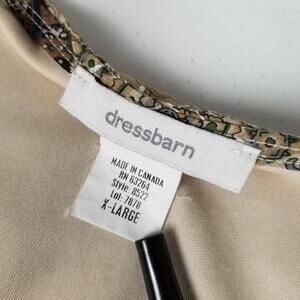 dressbarn
MADE IN CANADA
RN 63264
Style: 8522
Lot: 7878
X-LARGE